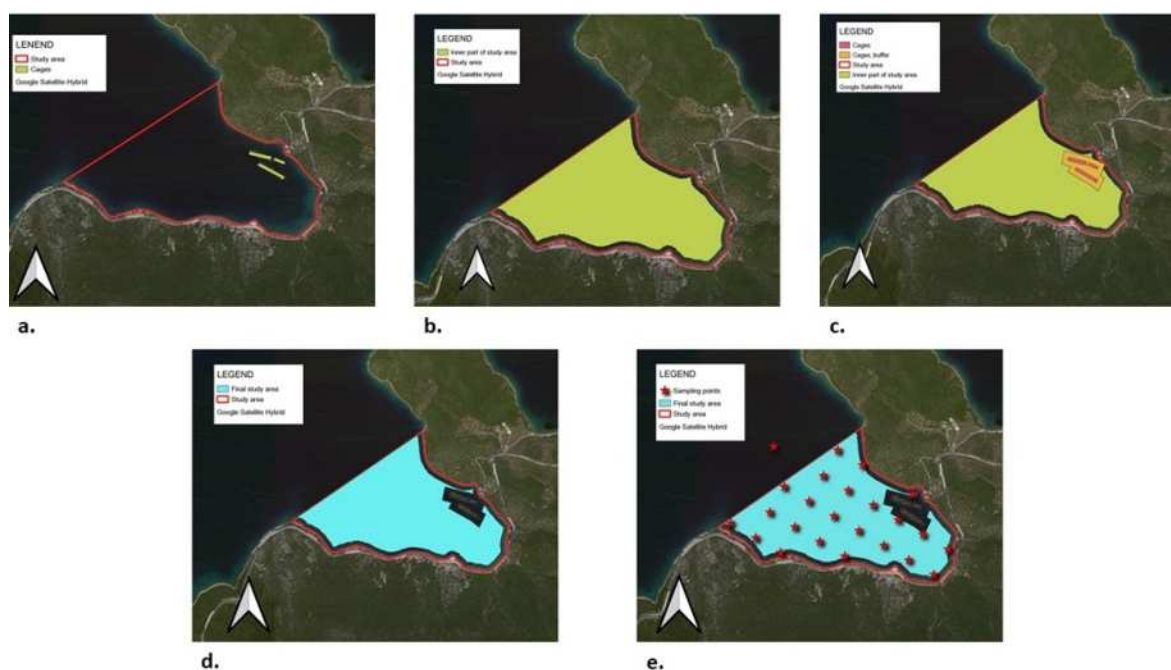 LENEND
Study area
Cages
Google Satellite Hybrid
a.
LEGEND
Inner part of study area
Study area
Google Satellite Hybrid
b.
LEGEND
Cages
Cages_buffer
Study area
Inner part of study area
Google Satellite Hybrid
c.
LEGEND
Final study area
Study area
Google Satellite Hybrid
d.
LEGEND
Sampling points
Final study area
Study area
Google Satellite Hybrid
e.